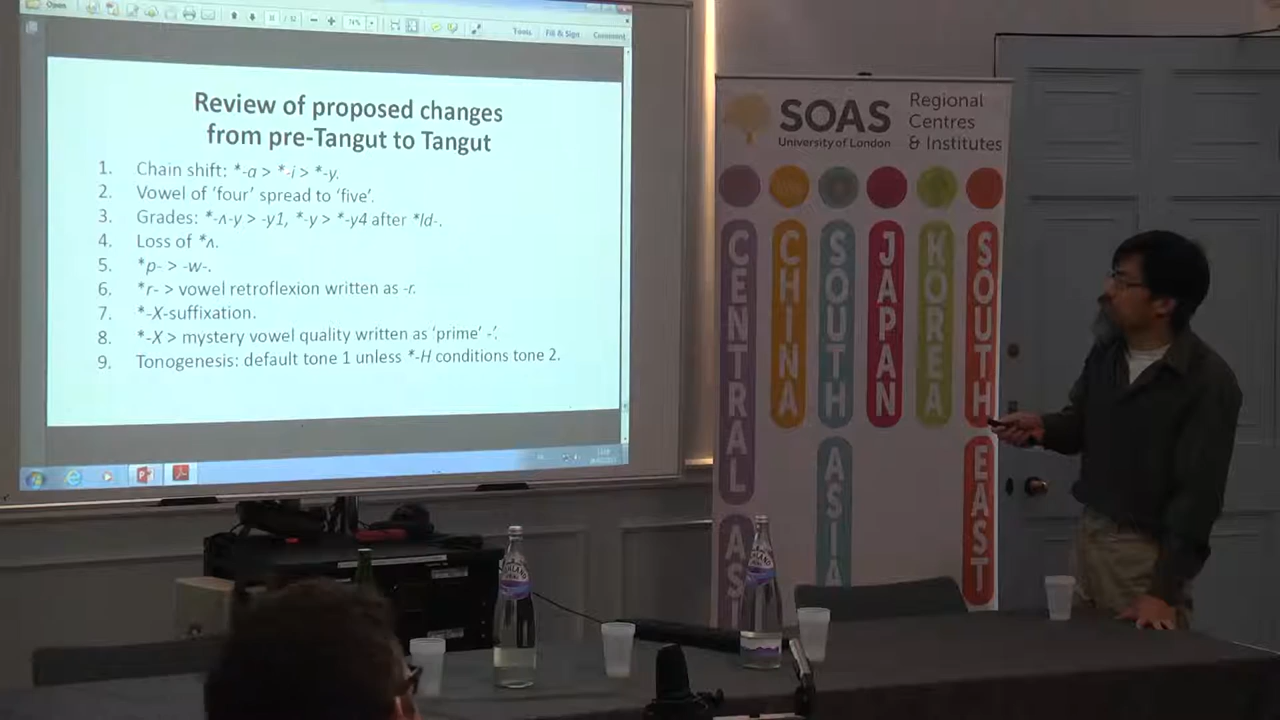 Open
74%
Tools
Fill & Sign
Comment
Review of proposed changes
from pre-Tangut to Tangut
1. Chain shift: *-a > *-i > *-y.
2. Vowel of ‘four’ spread to ‘five’.
3. Grades: *-ʌ-y > -y1, *-y > *-y4 after *ld-.
4. Loss of *ʌ.
5. *p- > -w-.
6. *r- > vowel retroflexion written as -r.
7. *-X-suffixation.
8. *-X > mystery vowel quality written as ‘prime’ -’.
9. Tonogenesis: default tone 1 unless *-H conditions tone 2.
SOAS
University of London
Regional
Centres
& Institutes
CENTRAL
AS
CHINA
SOUTH
ASIA
JAPAN
KOREA
SOUTH
EAST